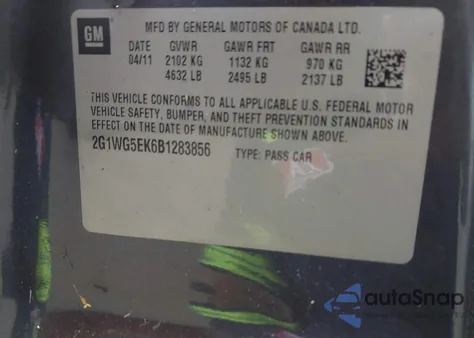 GM
MFD BY GENERAL MOTORS OF CANADA LTD.
DATE GVWR GAWR FRT GAWR RR
04/11 2102 KG 1132 KG 970 KG
4632 LB 2495 LB 2137 LB
THIS VEHICLE CONFORMS TO ALL APPLICABLE U.S. FEDERAL MOTOR
VEHICLE SAFETY, BUMPER, AND THEFT PREVENTION STANDARDS IN
EFFECT ON THE DATE OF MANUFACTURE SHOWN ABOVE.
2G1WG5EK6B1283856 TYPE: PASS CAR
autoSnap